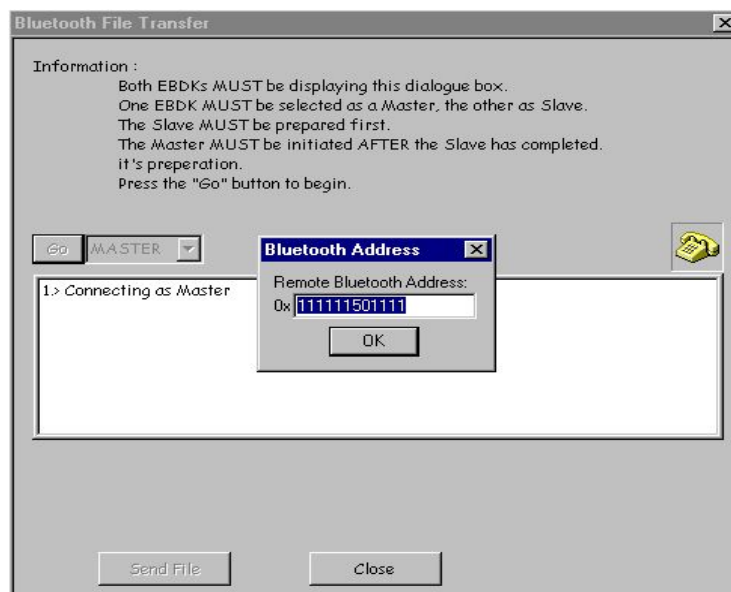 Bluetooth File Transfer
Information :
Both EBDKs MUST be displaying this dialogue box.
One EBDK MUST be selected as a Master, the other as Slave.
The Slave MUST be prepared first.
The Master MUST be initiated AFTER the Slave has completed.
it's preperation.
Press the "Go" button to begin.
Go MASTER
Bluetooth Address
Remote Bluetooth Address:
0x 111111501111
OK
1.> Connecting as Master
Send File Close